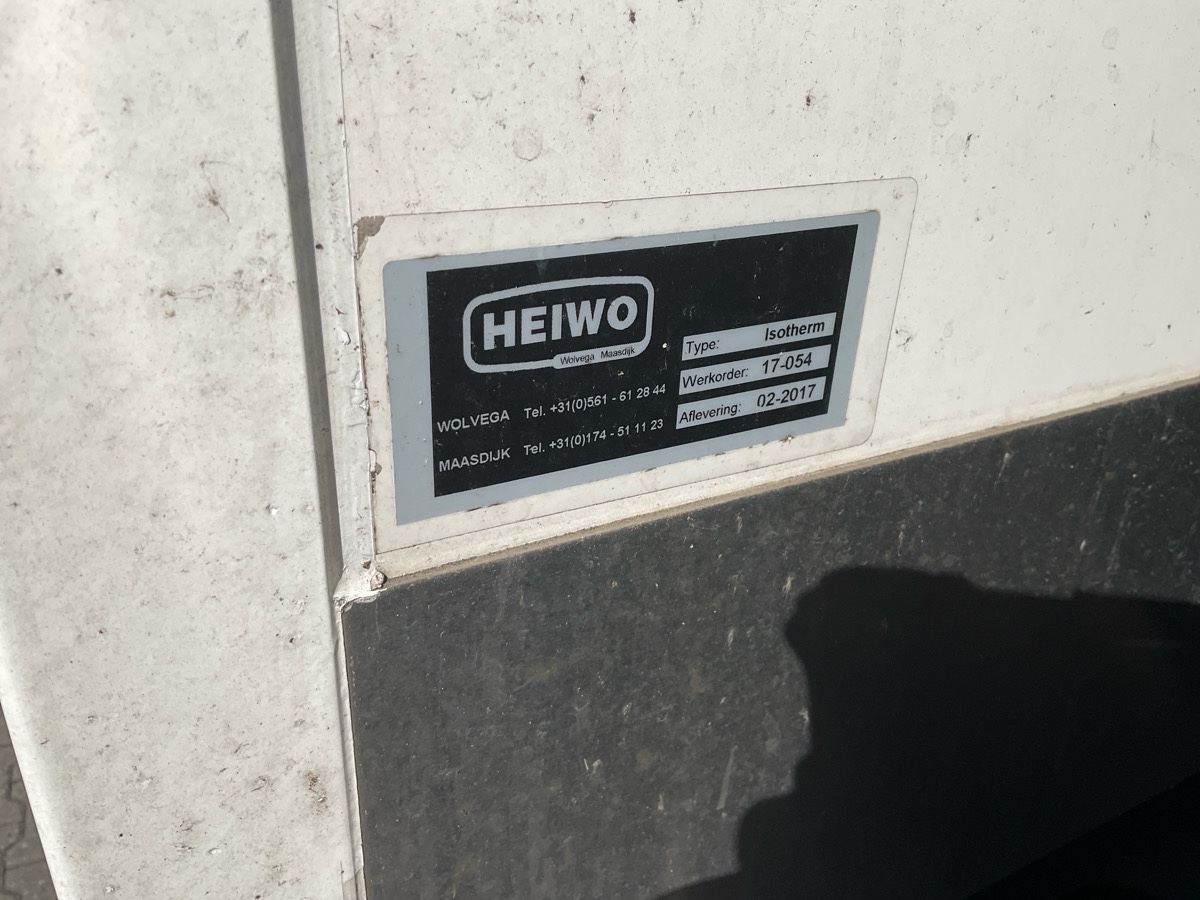 HEIWO
Wolvega Maasdijk
WOLVEGA Tel. +31(0)561 - 61 28 44
MAASDIJK Tel. +31(0)174 - 51 11 23
Type: Isotherm
Werkorder: 17-054
Aflevering: 02-2017